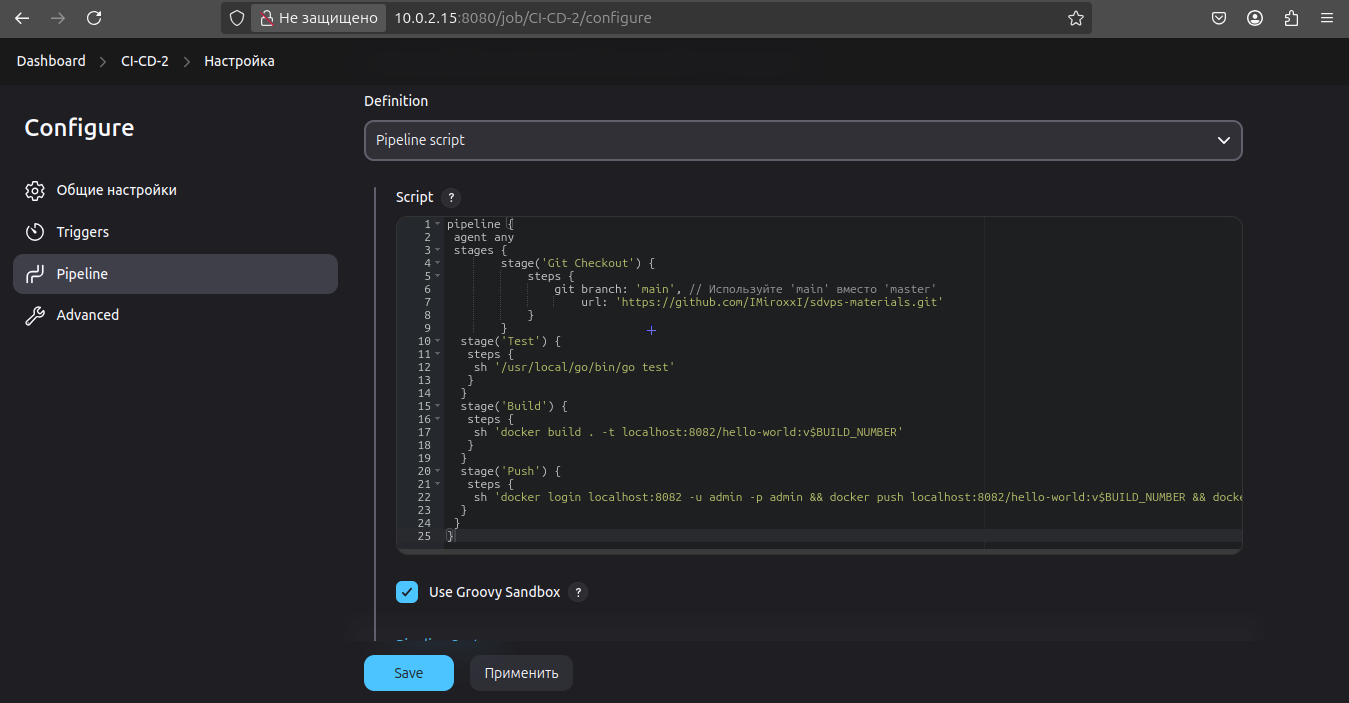 Не защищено 10.0.2.15:8080/job/CI-CD-2/configure
Dashboard > CI-CD-2 > Настройка
Configure
Общие настройки
Triggers
Pipeline
Advanced
Definition
Pipeline script
Script ?
1 pipeline {
2 agent any
3 stages {
4 stage('Git Checkout') {
5 steps {
6 git branch: 'main', // Используйте 'main' вместо 'master'
7 url: 'https://github.com/IMiroxxI/sdvps-materials.git'
8 }
9 }
10 stage('Test') {
11 steps {
12 sh '/usr/local/go/bin/go test'
13 }
14 }
15 stage('Build') {
16 steps {
17 sh 'docker build . -t localhost:8082/hello-world:v$BUILD_NUMBER'
18 }
19 }
20 stage('Push') {
21 steps {
22 sh 'docker login localhost:8082 -u admin -p admin && docker push localhost:8082/hello-world:v$BUILD_NUMBER && docke
23 }
24 }
25 }
Use Groovy Sandbox ?
Save
Применить